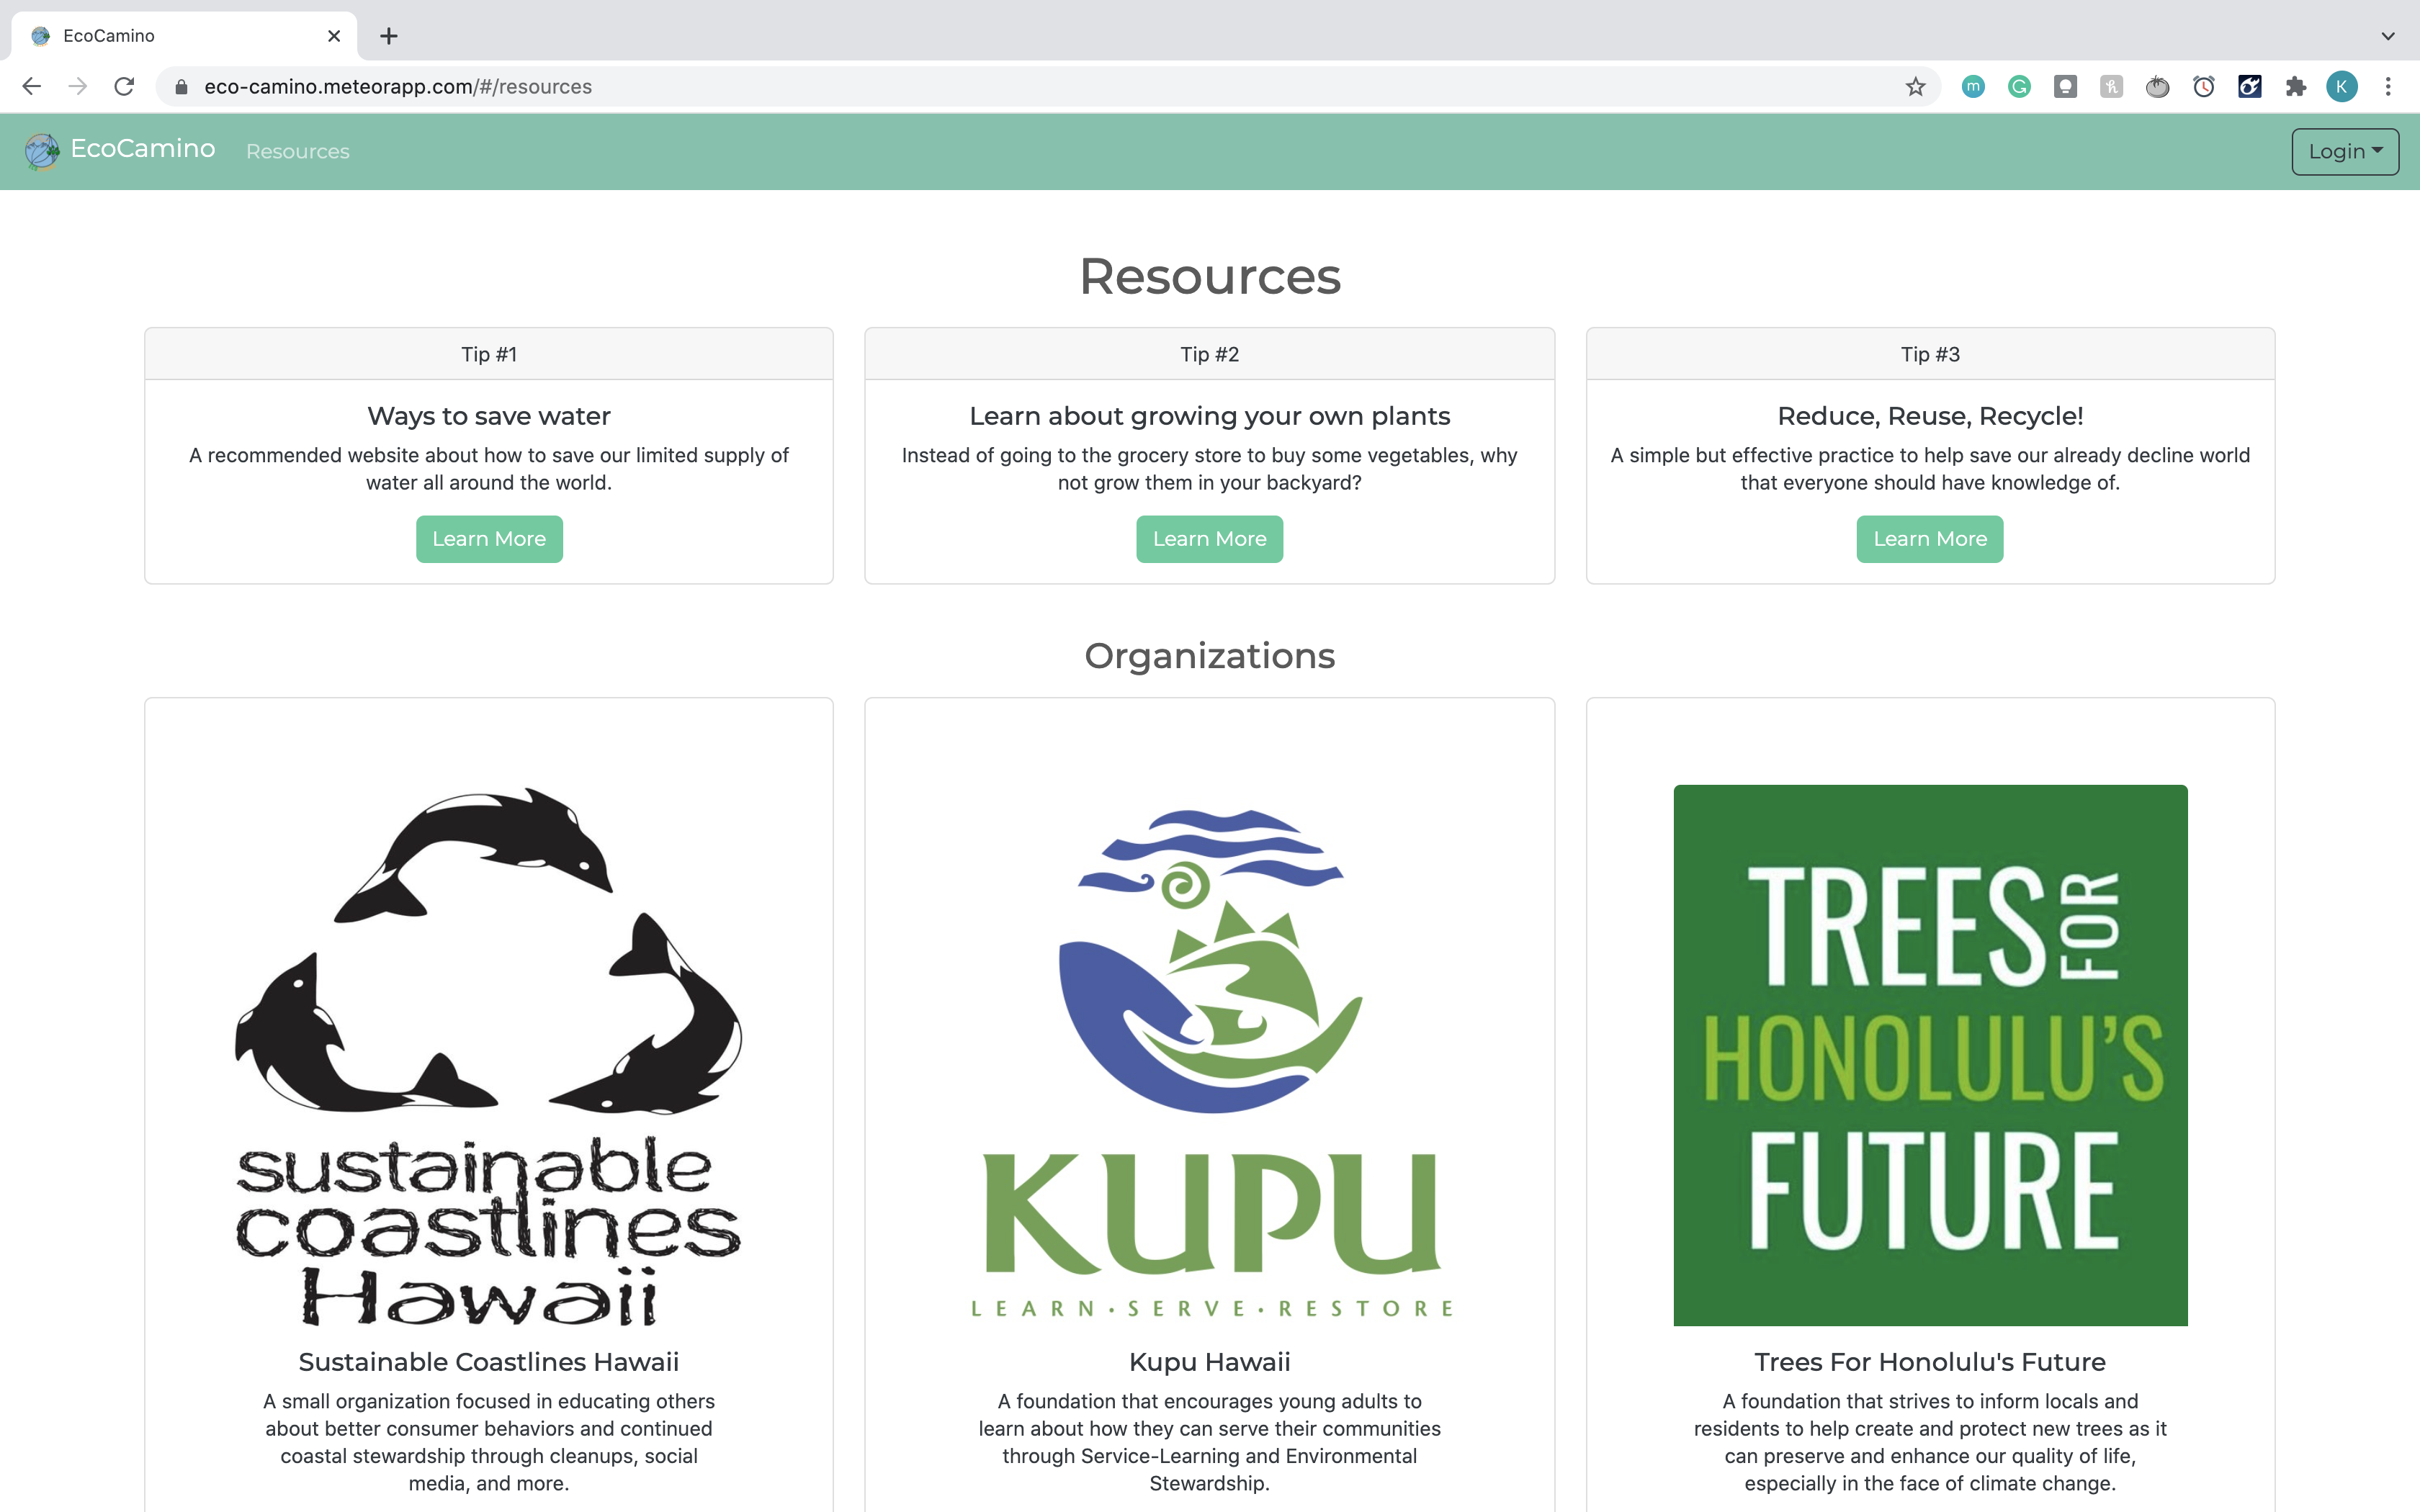 EcoCamino
eco-camino.meteorapp.com/#/resources
m
K
EcoCamino
Resources
Login
Resources
Tip #1
Ways to save water
A recommended website about how to save our limited supply of
water all around the world.
Learn More
Tip #2
Learn about growing your own plants
Instead of going to the grocery store to buy some vegetables, why
not grow them in your backyard?
Learn More
Tip #3
Reduce, Reuse, Recycle!
A simple but effective practice to help save our already decline world
that everyone should have knowledge of.
Learn More
Organizations
sustainable
coastlines
Hawaii
Sustainable Coastlines Hawaii
A small organization focused in educating others
about better consumer behaviors and continued
coastal stewardship through cleanups, social
media, and more.
KUPU
LEARN·SERVE·RESTORE
Kupu Hawaii
A foundation that encourages young adults to
learn about how they can serve their communities
through Service-Learning and Environmental
Stewardship.
TREES FOR
HONOLULU'S
FUTURE
Trees For Honolulu's Future
A foundation that strives to inform locals and
residents to help create and protect new trees as it
can preserve and enhance our quality of life,
especially in the face of climate change.